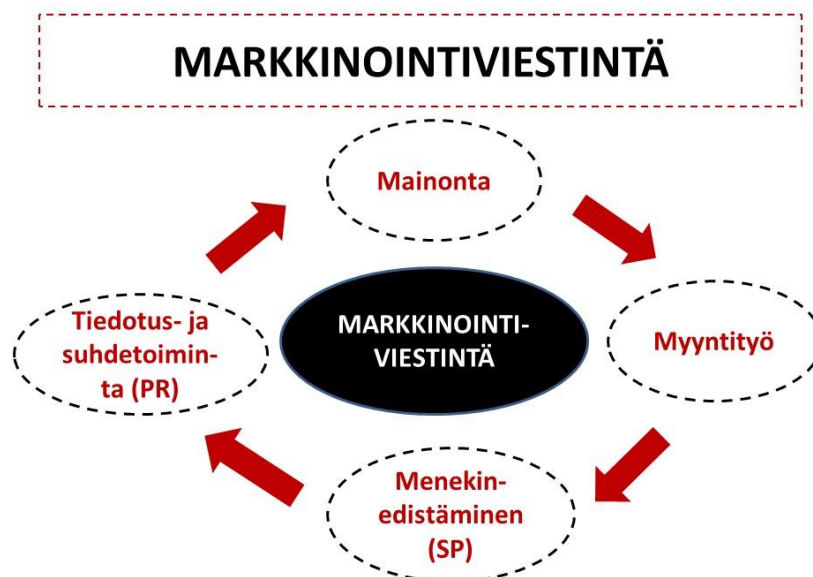 MARKKINOINTIVIESTINTÄ
Mainonta
Tiedotus- ja
suhdetoimin-
ta (PR)
MARKKINOINTI-
VIESTINTÄ
Myyntityö
Menekin-
edistäminen
(SP)